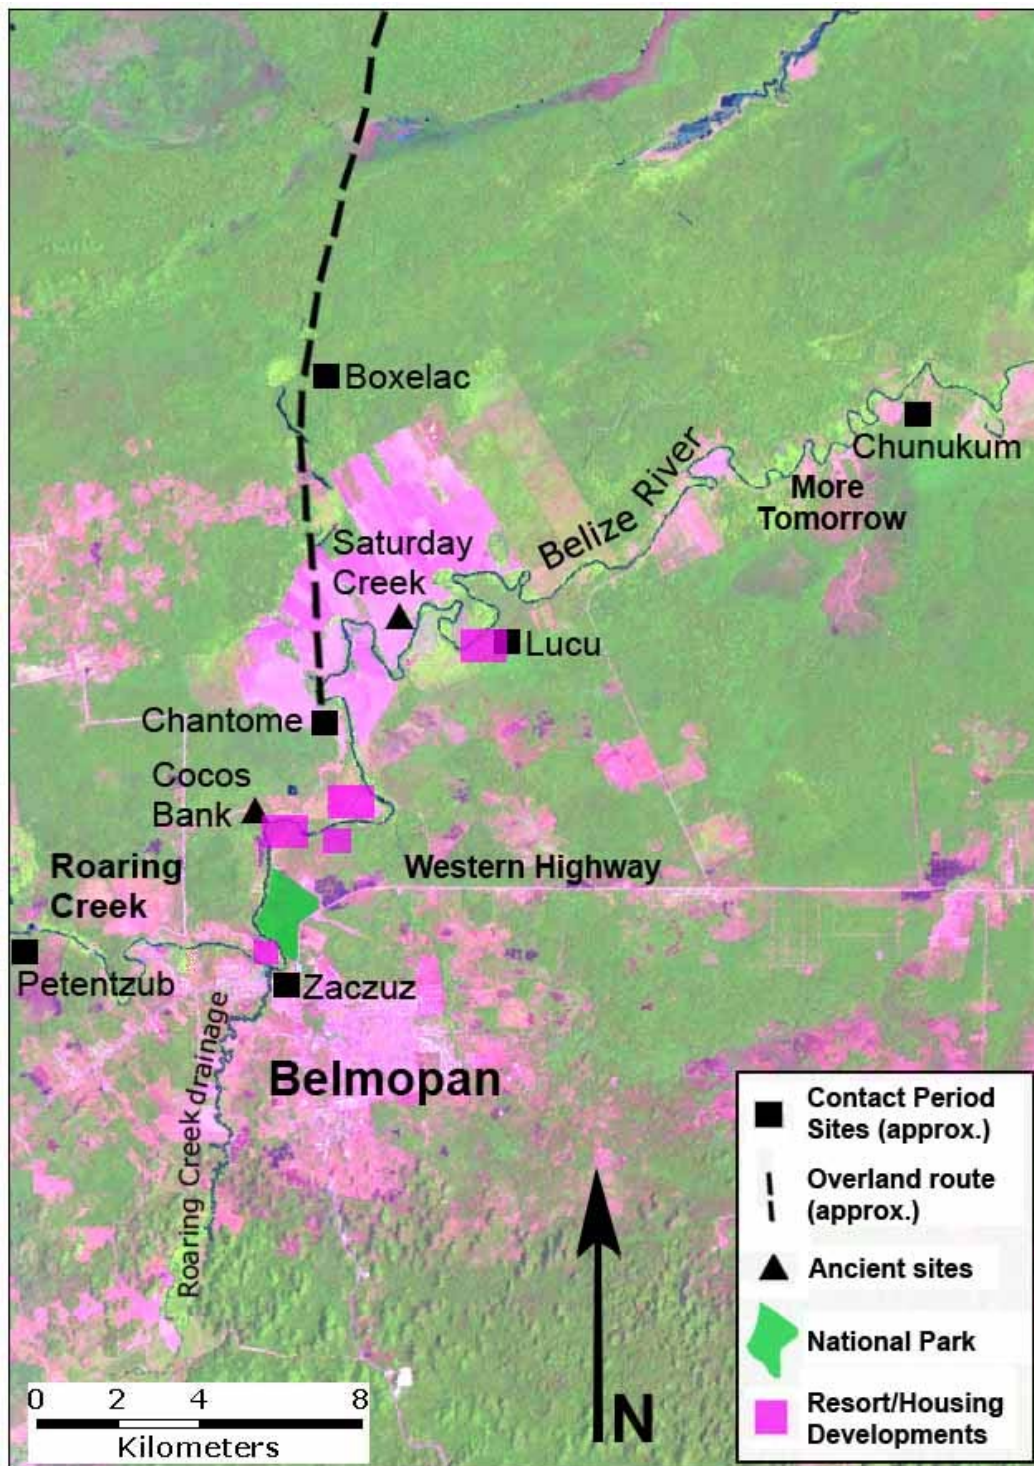 Boxelac
Chunukum
Belize River
More
Tomorrow
Saturday
Creek
Lucu
Chantome
Cocos
Bank
Western Highway
Roaring
Creek
Petentzub
Zaczuz
Roaring Creek drainage
Belmopan
Contact Period
Sites (approx.)
Overland route
(approx.)
Ancient sites
National Park
Resort/Housing
Developments
N
0 2 4 8
Kilometers